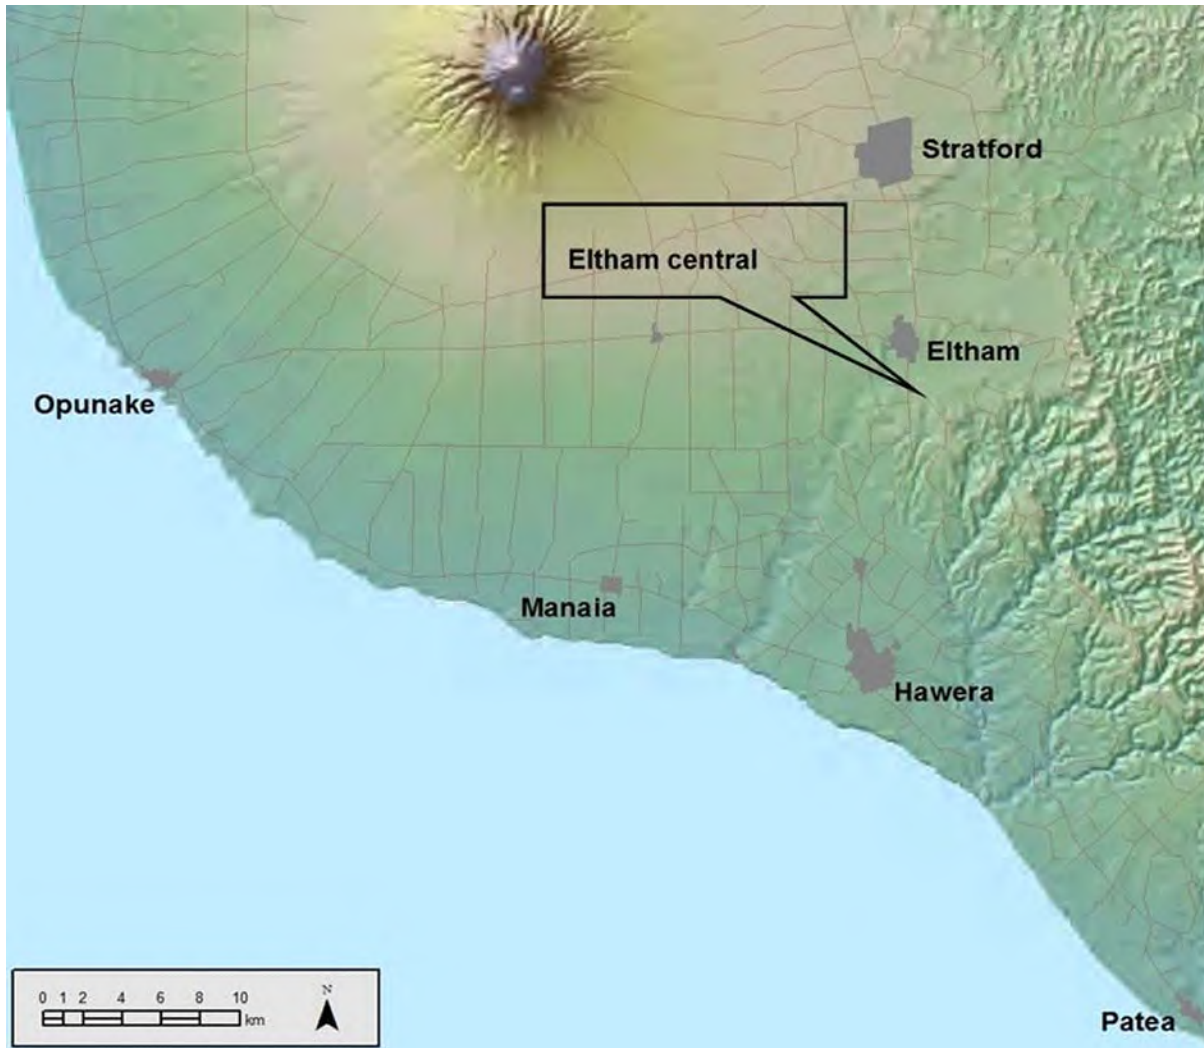 Stratford
Eltham central
Eltham
Opunake
Manaia
Hawera
0 1 2 4 6 8 10
km
N
Patea